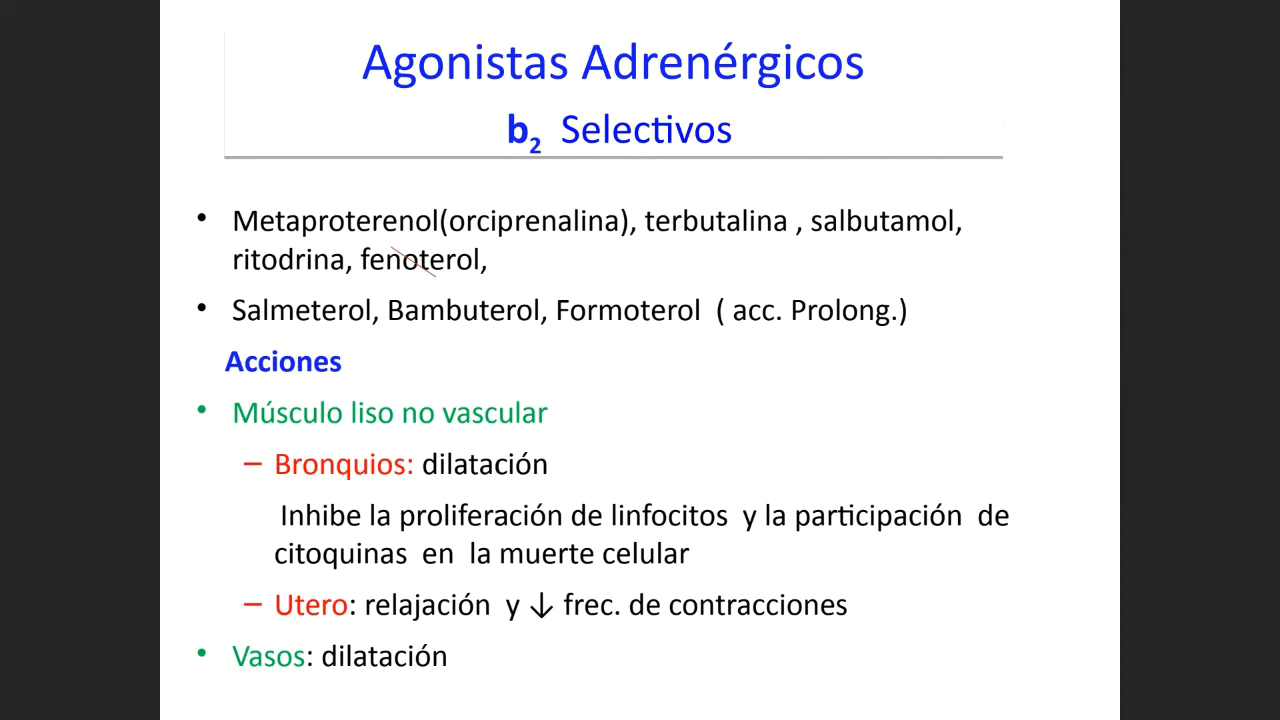 Agonistas Adrenérgicos
b2 Selectivos
• Metaproterenol(orciprenalina), terbutalina , salbutamol,
ritodrina, fenoterol,
• Salmeterol, Bambuterol, Formoterol ( acc. Prolong.)
Acciones
• Músculo liso no vascular
– Bronquios: dilatación
Inhibe la proliferación de linfocitos y la participación de
citoquinas en la muerte celular
– Utero: relajación y ↓ frec. de contracciones
• Vasos: dilatación